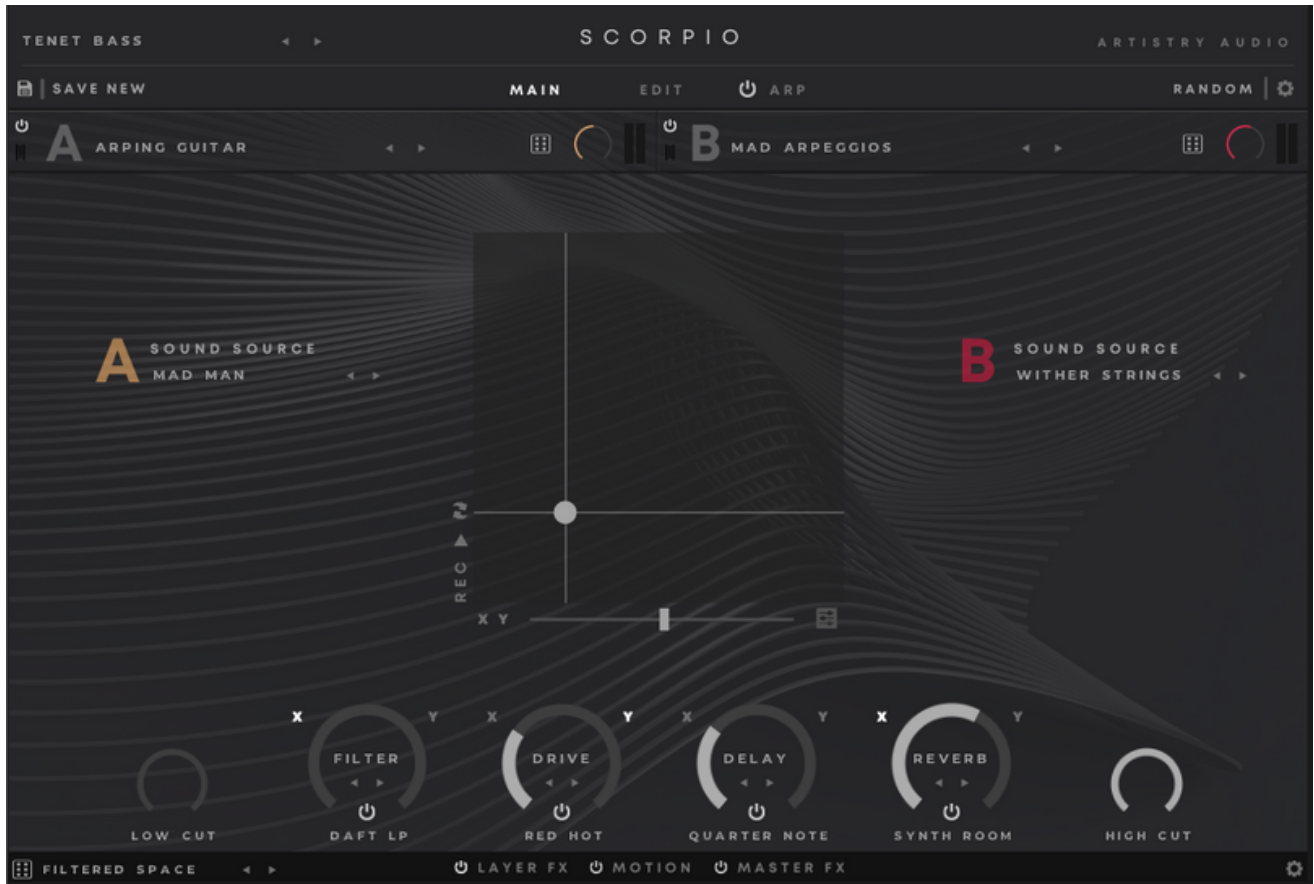 TENET BASS
SCORPIO
ARTISTRY AUDIO
SAVE NEW
MAIN
EDIT
ARP
RANDOM
A ARPING GUITAR
B MAD ARPEGGIOS
A SOUND SOURCE
MAD MAN
B SOUND SOURCE
WITHER STRINGS
REC
X Y
X Y
X Y
X Y
X Y
FILTER
DRIVE
DELAY
REVERB
LOW CUT
DAFT LP
RED HOT
QUARTER NOTE
SYNTH ROOM
HIGH CUT
FILTERED SPACE
LAYER FX
MOTION
MASTER FX